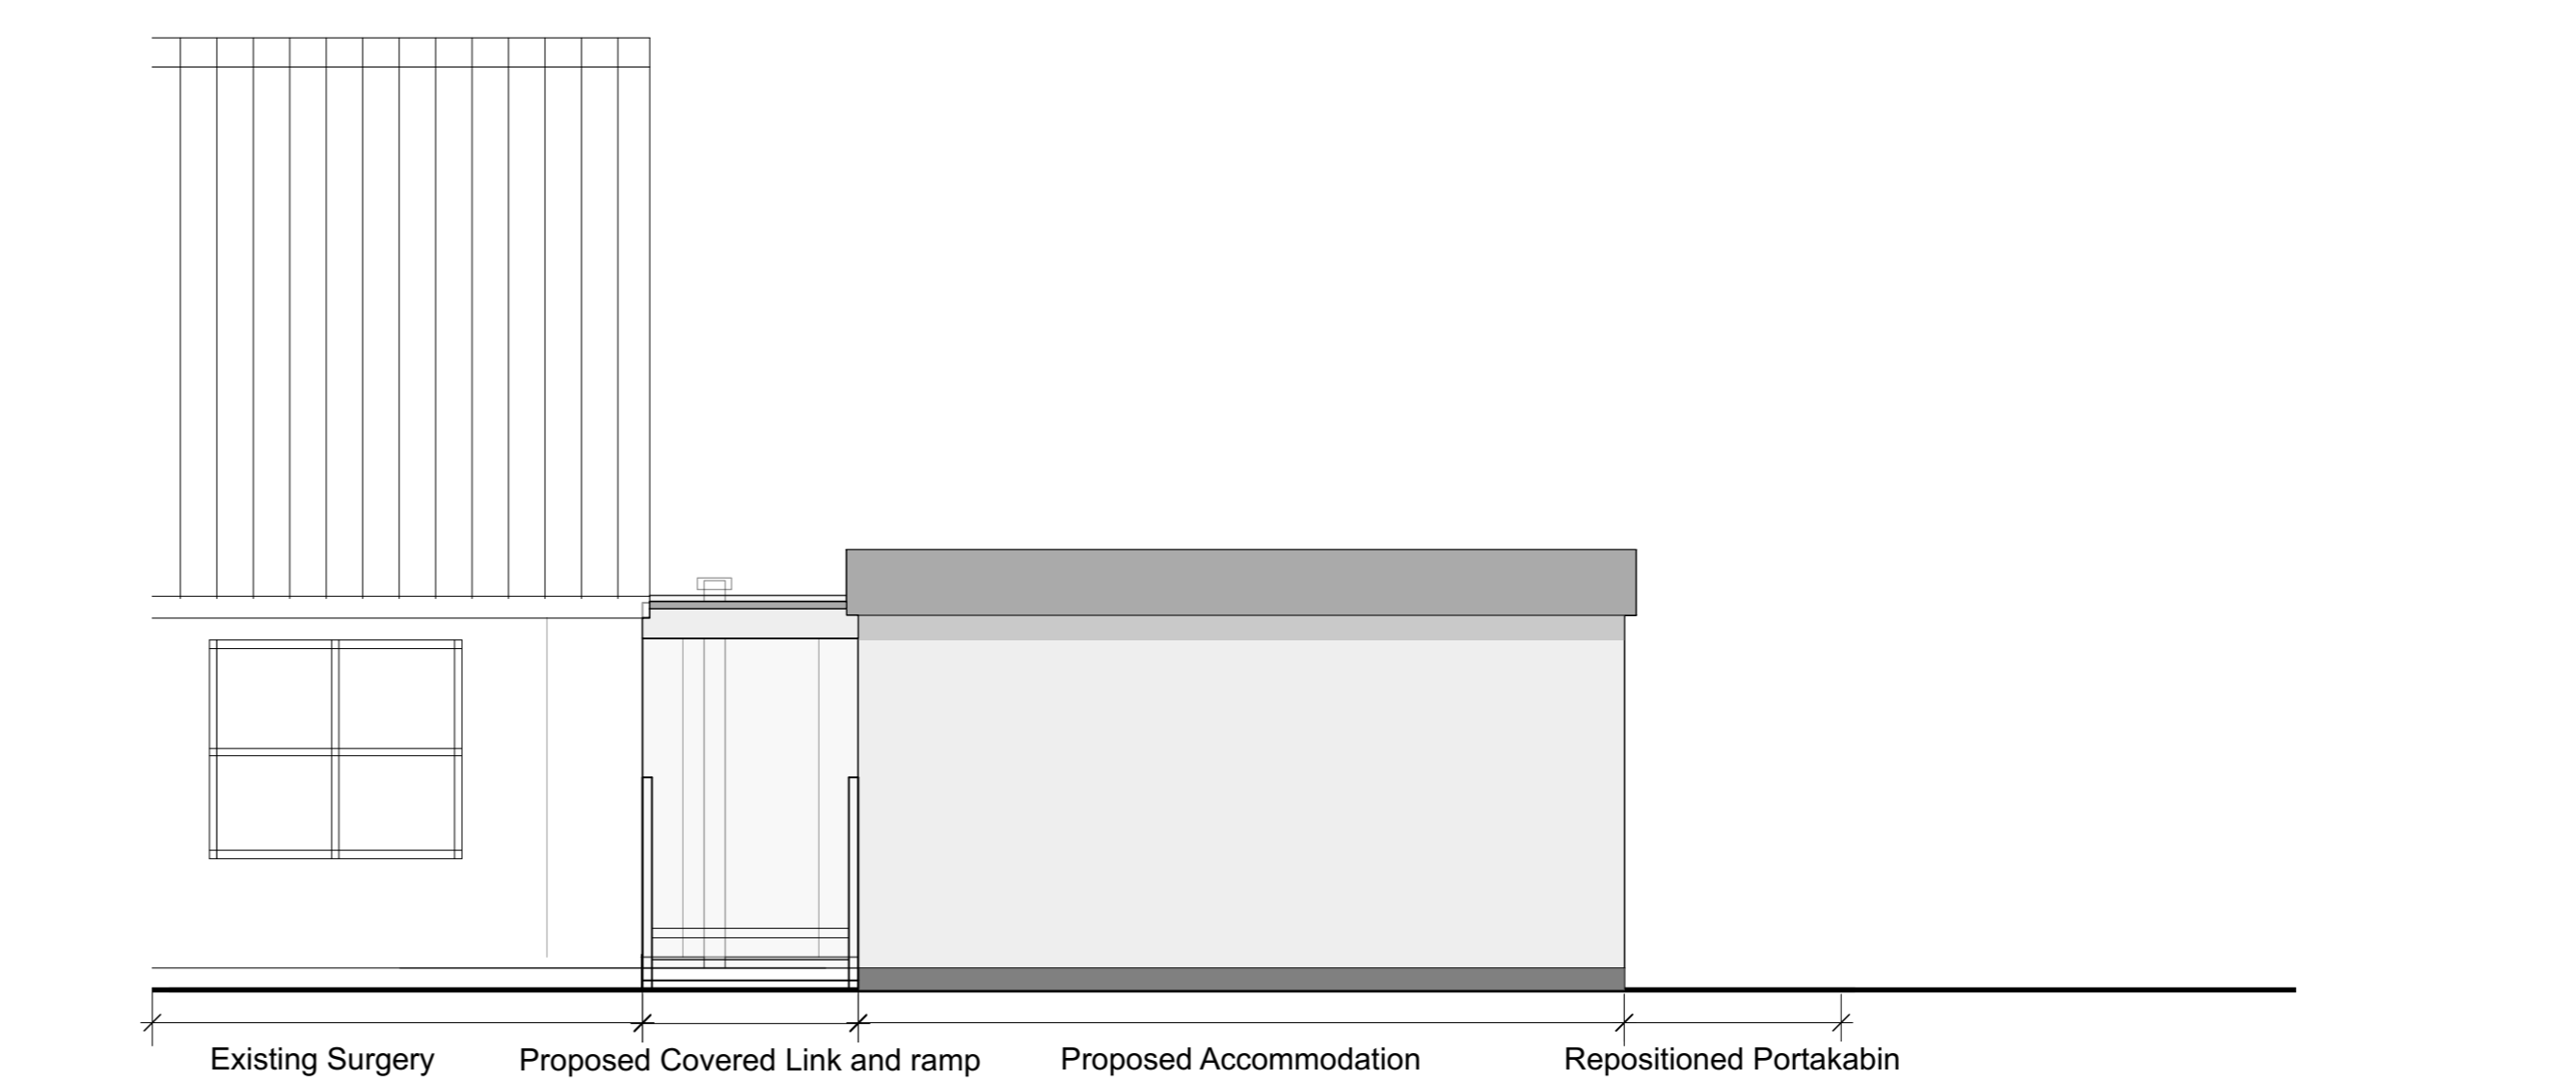 Existing Surgery
Proposed Covered Link and ramp
Proposed Accommodation
Repositioned Portakabin